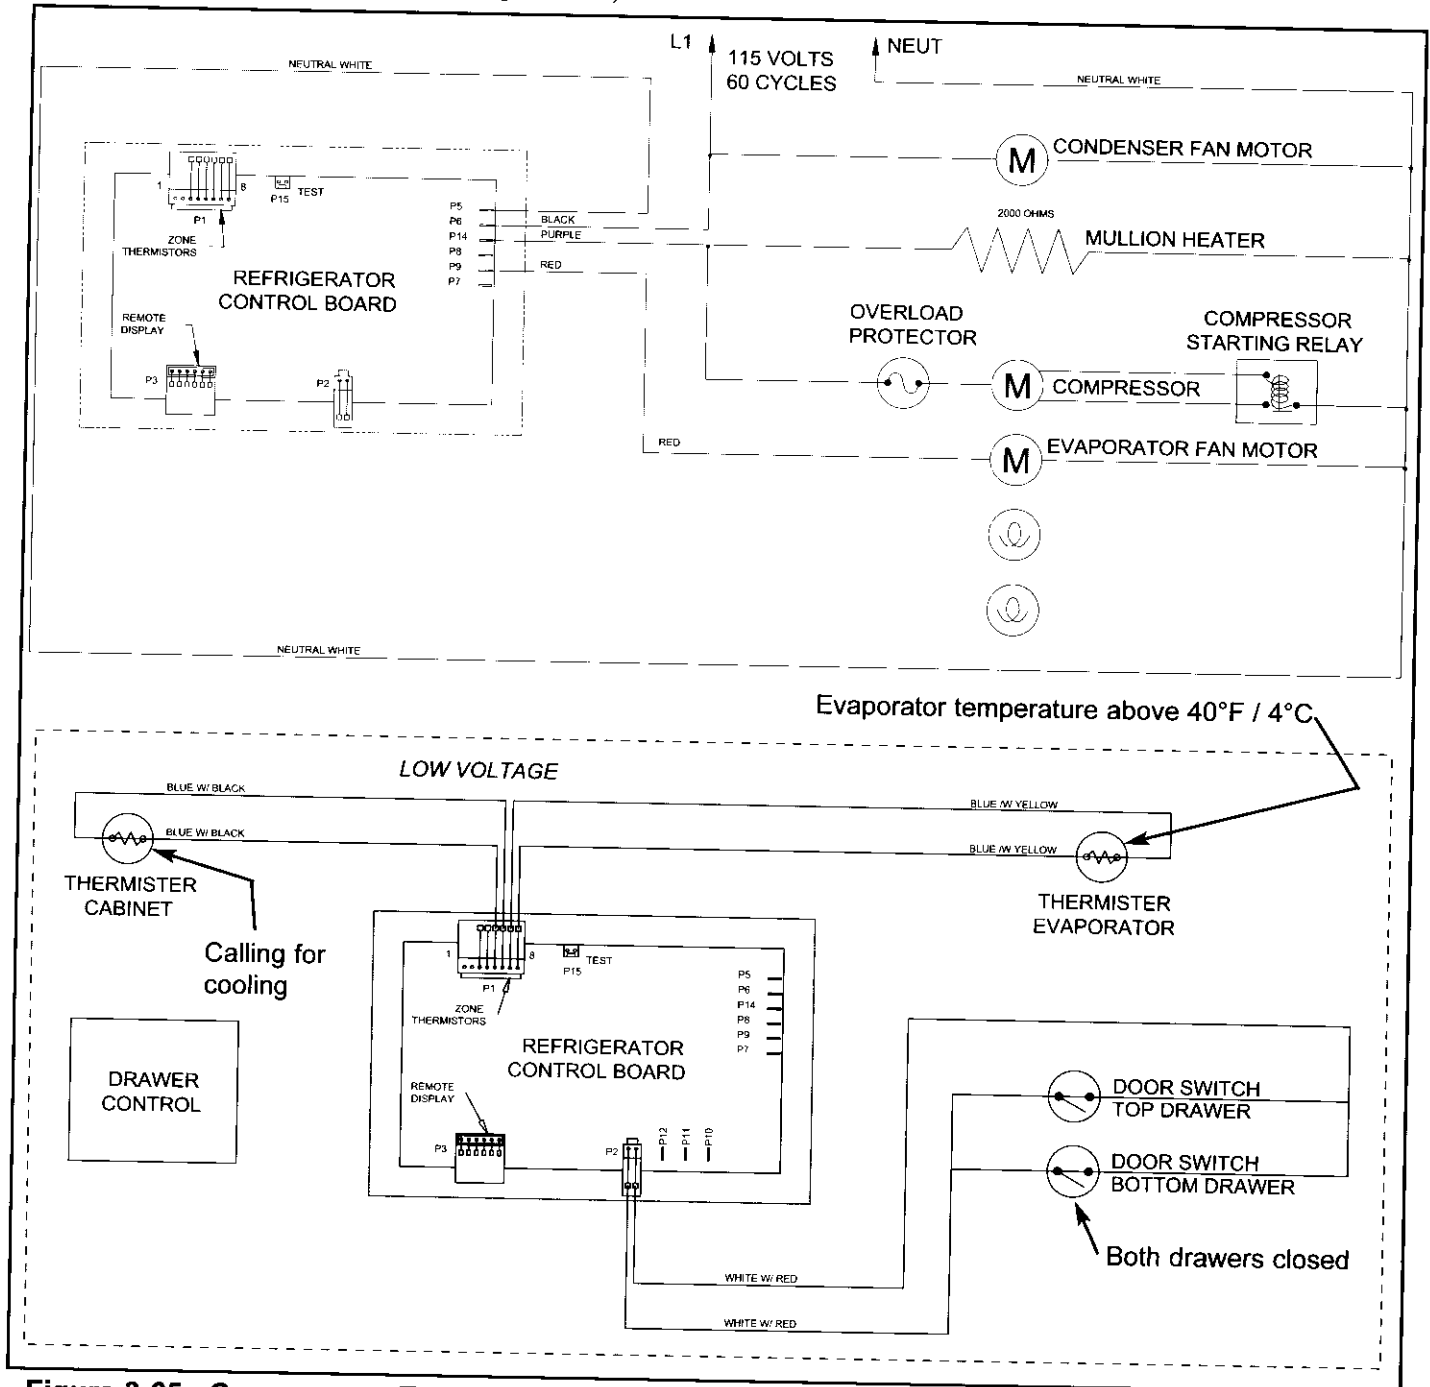 L1
115 VOLTS
60 CYCLES
NEUT
NEUTRAL WHITE
NEUTRAL WHITE
CONDENSER FAN MOTOR
M
1
8
P1
P15
TEST
ZONE
THERMISTORS
P5
P6
P14
P8
P9
P7
BLACK
PURPLE
RED
2000 OHMS
MULLION HEATER
REFRIGERATOR
CONTROL BOARD
REMOTE
DISPLAY
P3
P2
OVERLOAD
PROTECTOR
M
COMPRESSOR
COMPRESSOR
STARTING RELAY
RED
M
EVAPORATOR FAN MOTOR
NEUTRAL WHITE
Evaporator temperature above 40°F / 4°C
LOW VOLTAGE
BLUE W/ BLACK
BLUE W/ BLACK
BLUE /W YELLOW
BLUE /W YELLOW
THERMISTER
CABINET
THERMISTER
EVAPORATOR
Calling for
cooling
1
8
P1
P15
TEST
ZONE
THERMISTORS
P5
P6
P14
P8
P9
P7
REFRIGERATOR
CONTROL BOARD
REMOTE
DISPLAY
P3
P2
P12
P11
P10
DRAWER
CONTROL
DOOR SWITCH
TOP DRAWER
DOOR SWITCH
BOTTOM DRAWER
Both drawers closed
WHITE W/ RED
WHITE W/ RED